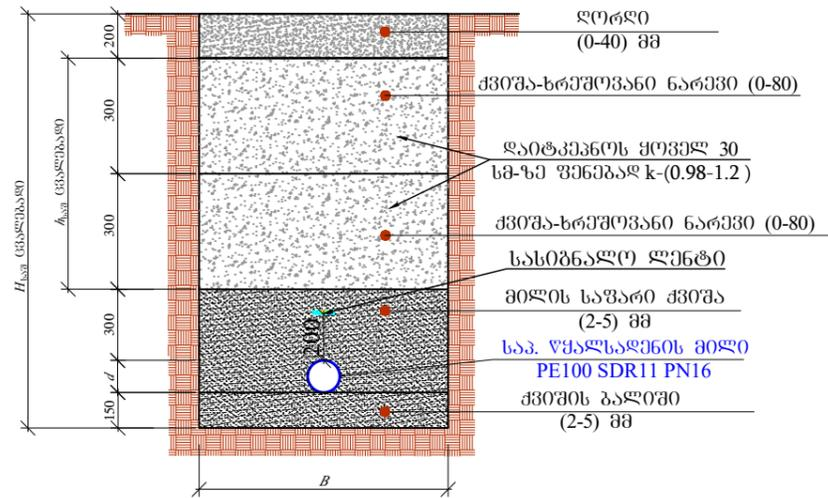 ღორღი
(0-40) მმ
ქვიშა-ხრეშოვანი ნარევი (0-80)
დაიტკეპნოს ყოველ 30
სმ-ზე ფენებად k-(0.98-1.2 )
ქვიშა-ხრეშოვანი ნარევი (0-80)
სასიგნალო ლენტი
მილის საფარი ქვიშა
(2-5) მმ
საპ. წყალსადენის მილი
PE100 SDR11 PN16
ქვიშის ბალიში
(2-5) მმ
200
300
300
300
d
150
hსაშ ცვალებადი
Hსაშ ცვალებადი
200
B